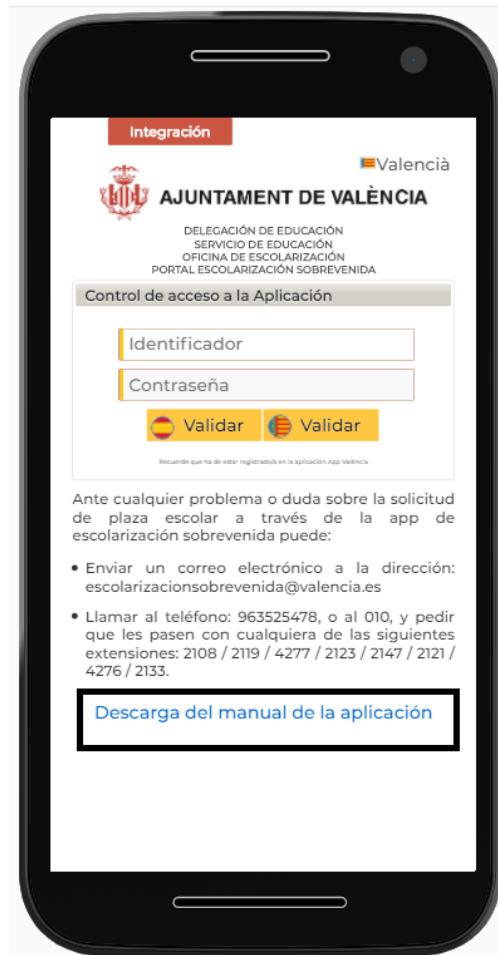 Integración
Valencià
AJUNTAMENT DE VALÈNCIA
DELEGACIÓN DE EDUCACIÓN
SERVICIO DE EDUCACIÓN
OFICINA DE ESCOLARIZACIÓN
PORTAL ESCOLARIZACIÓN SOBREVENIDA
Control de acceso a la Aplicación
Identificador
Contraseña
Validar Validar
Recuerde que ha de estar registrado/a en la aplicación App València
Ante cualquier problema o duda sobre la solicitud
de plaza escolar a través de la app de
escolarización sobrevenida puede:
• Enviar un correo electrónico a la dirección:
escolarizacionsobrevenida@valencia.es
• Llamar al teléfono: 963525478, o al 010, y pedir
que les pasen con cualquiera de las siguientes
extensiones: 2108 / 2119 / 4277 / 2123 / 2147 / 2121 /
4276 / 2133.
Descarga del manual de la aplicación